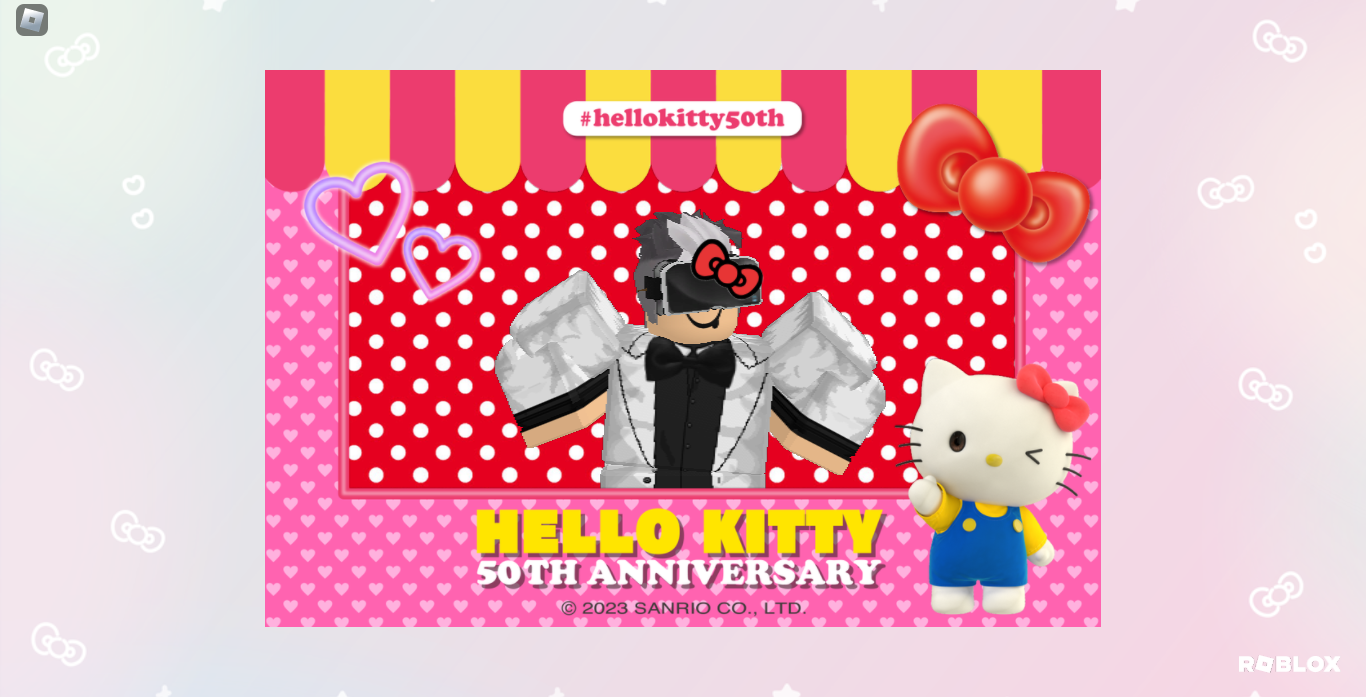 #hellokitty50th
HELLO KITTY
50TH ANNIVERSARY
© 2023 SANRIO CO., LTD.
ROBLOX